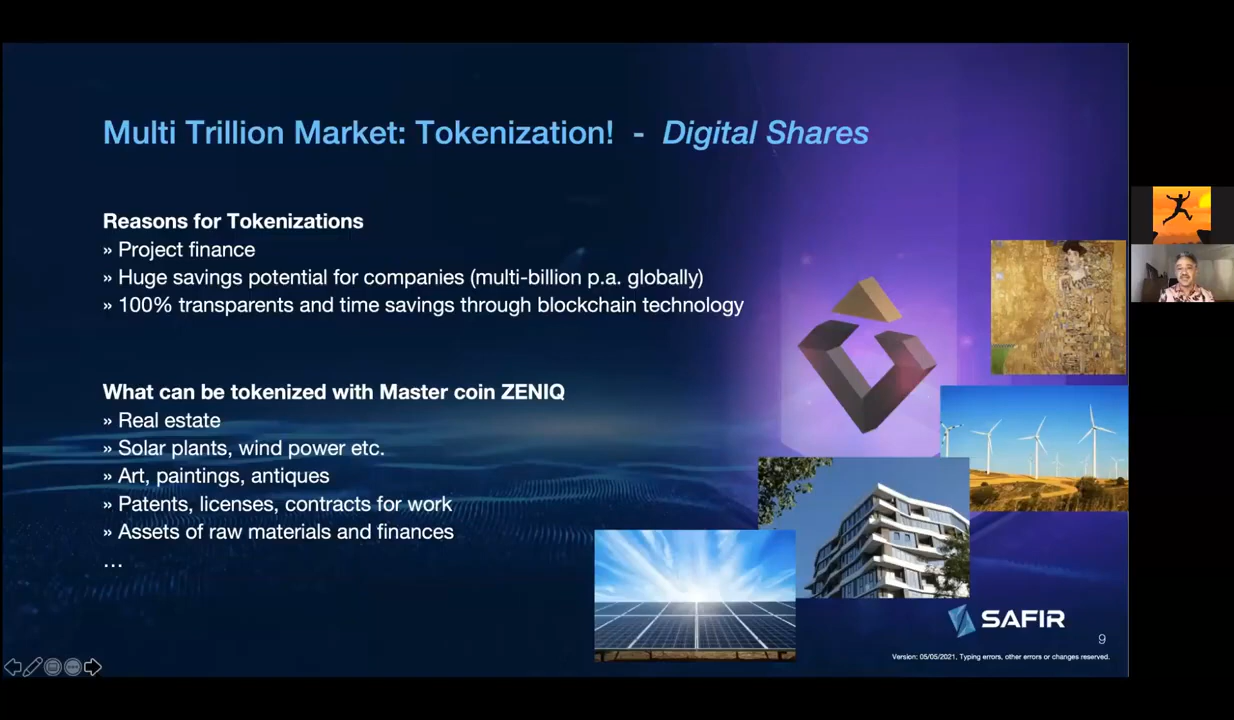 Multi Trillion Market: Tokenization! - Digital Shares
Reasons for Tokenizations
» Project finance
» Huge savings potential for companies (multi-billion p.a. globally)
» 100% transparents and time savings through blockchain technology
What can be tokenized with Master coin ZENIQ
» Real estate
» Solar plants, wind power etc.
» Art, paintings, antiques
» Patents, licenses, contracts for work
» Assets of raw materials and finances
...
SAFIR
9
Version: 05/05/2021, Typing errors, other errors or changes reserved.